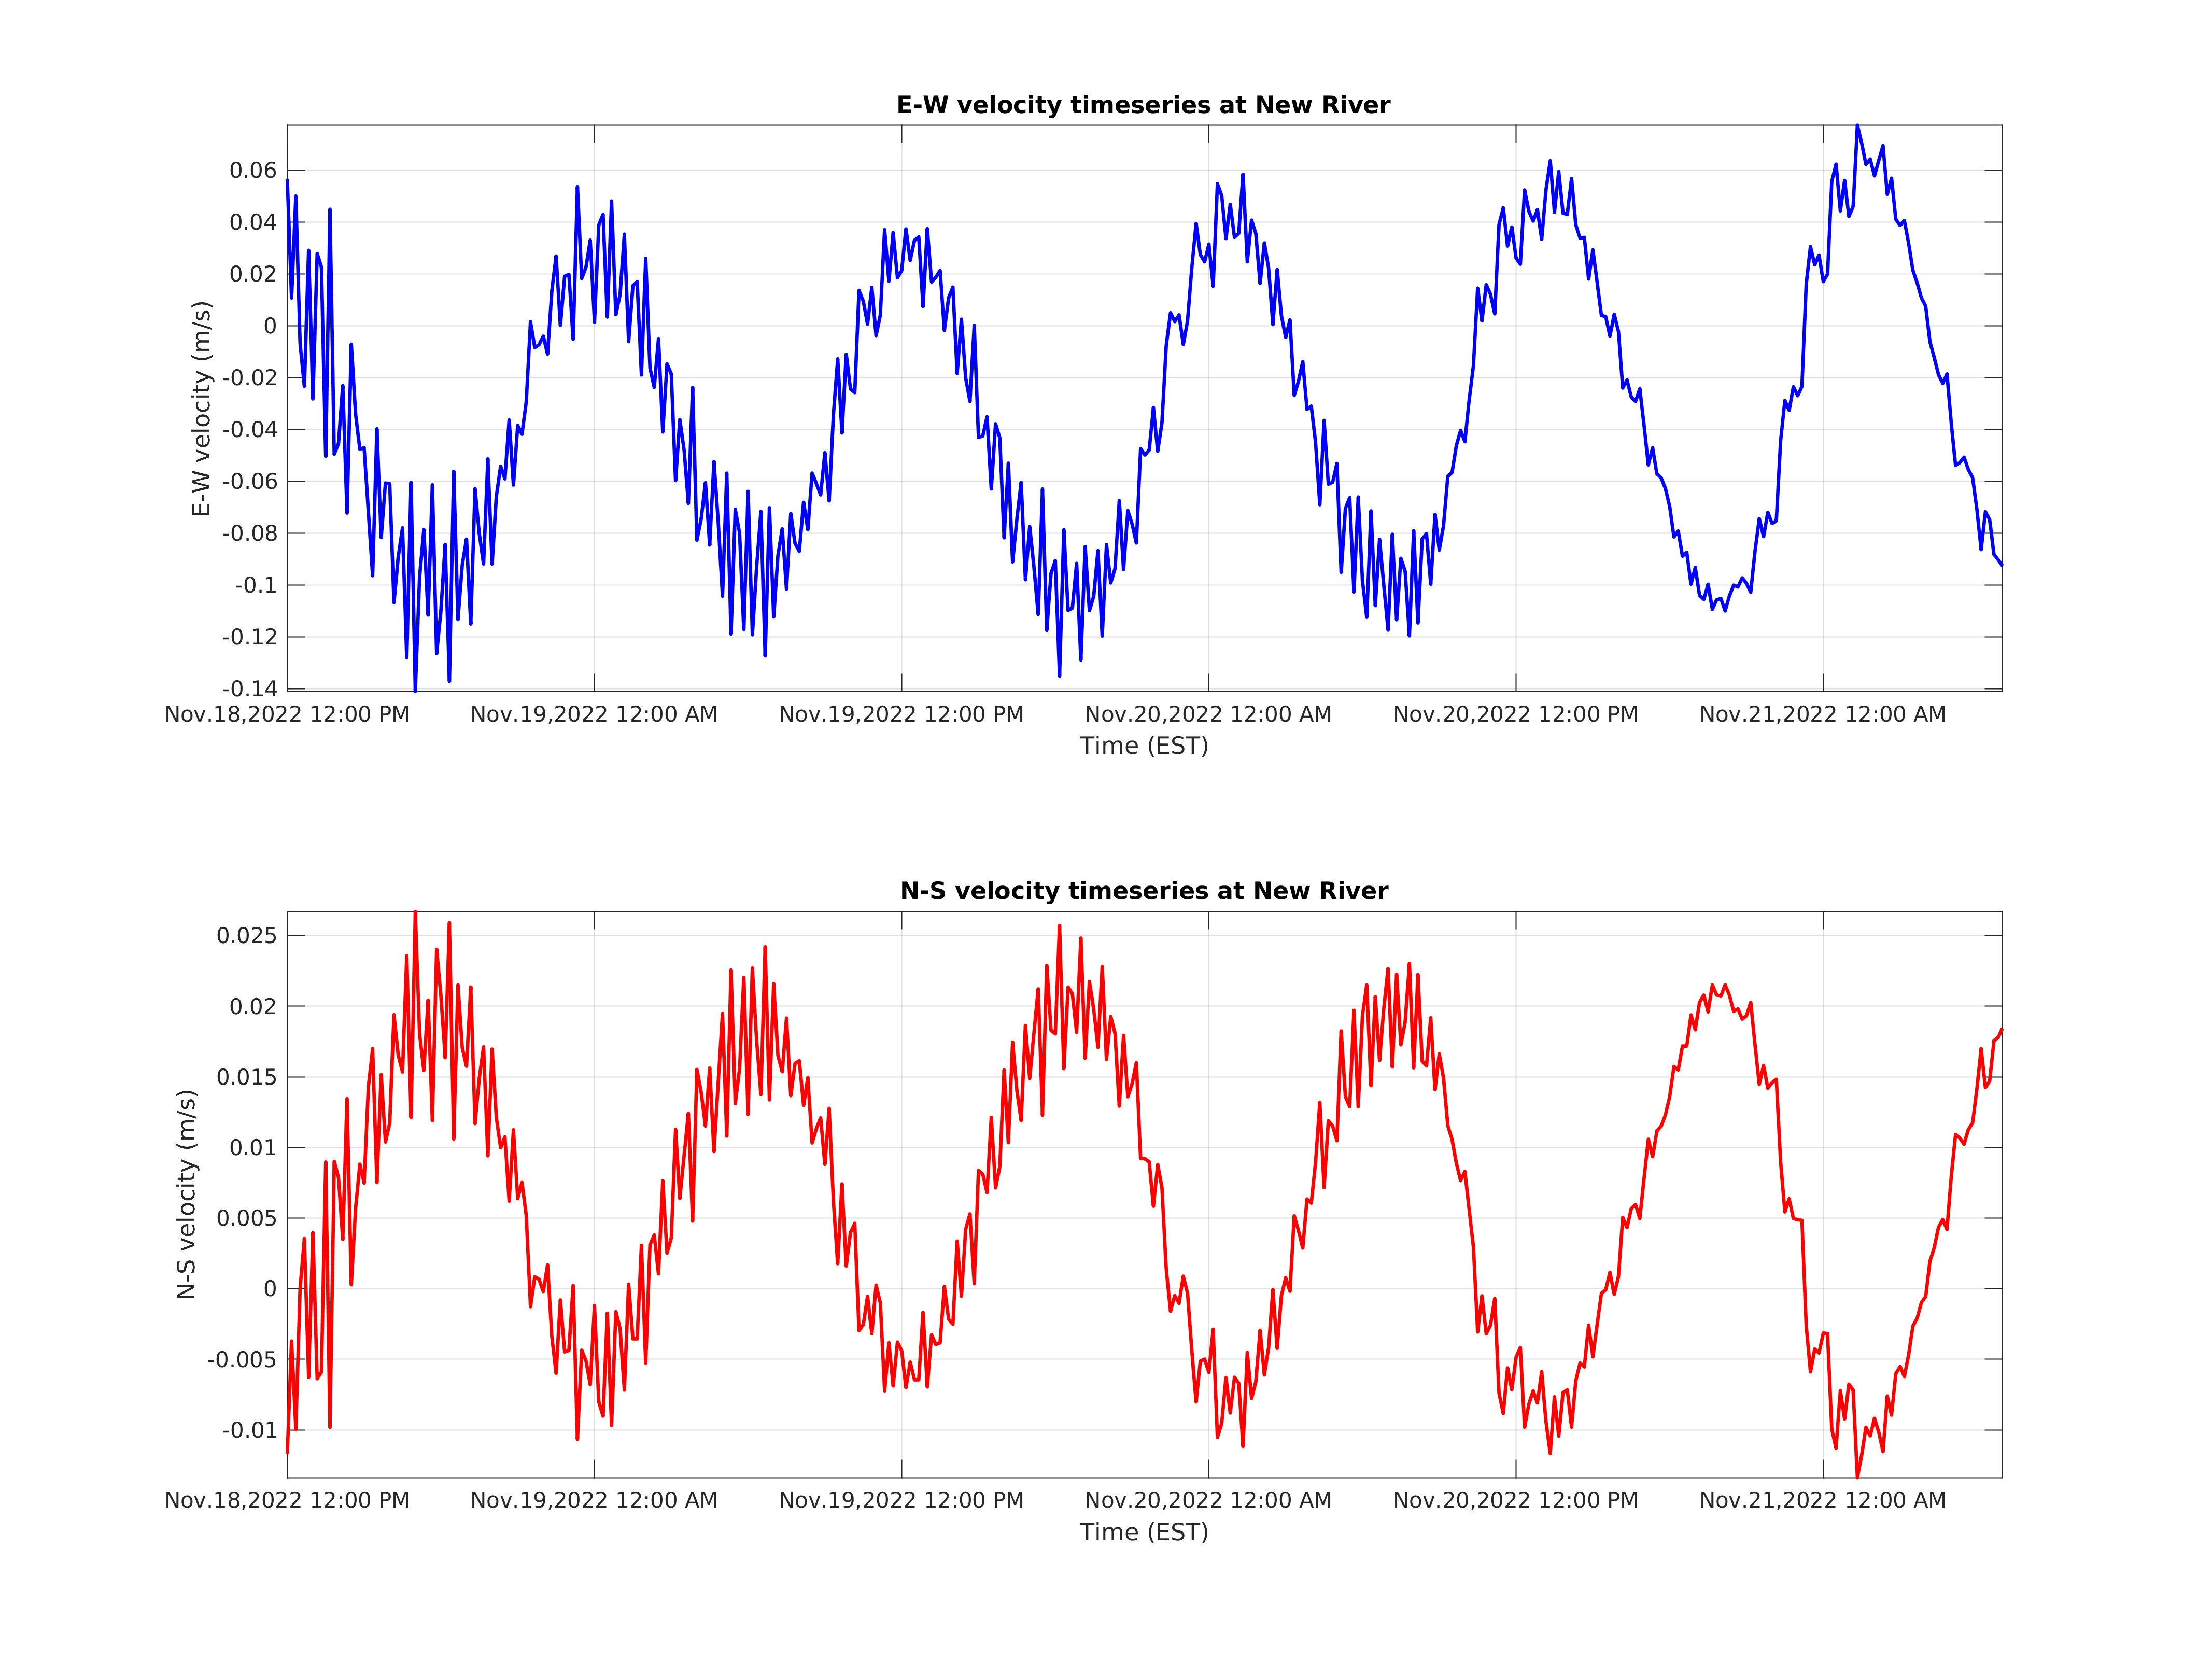 E-W velocity timeseries at New River
E-W velocity (m/s)
0.06
0.04
0.02
0
-0.02
-0.04
-0.06
-0.08
-0.1
-0.12
-0.14
Nov.18,2022 12:00 PM Nov.19,2022 12:00 AM Nov.19,2022 12:00 PM Nov.20,2022 12:00 AM Nov.20,2022 12:00 PM Nov.21,2022 12:00 AM
Time (EST)
N-S velocity timeseries at New River
N-S velocity (m/s)
0.025
0.02
0.015
0.01
0.005
0
-0.005
-0.01
Nov.18,2022 12:00 PM Nov.19,2022 12:00 AM Nov.19,2022 12:00 PM Nov.20,2022 12:00 AM Nov.20,2022 12:00 PM Nov.21,2022 12:00 AM
Time (EST)